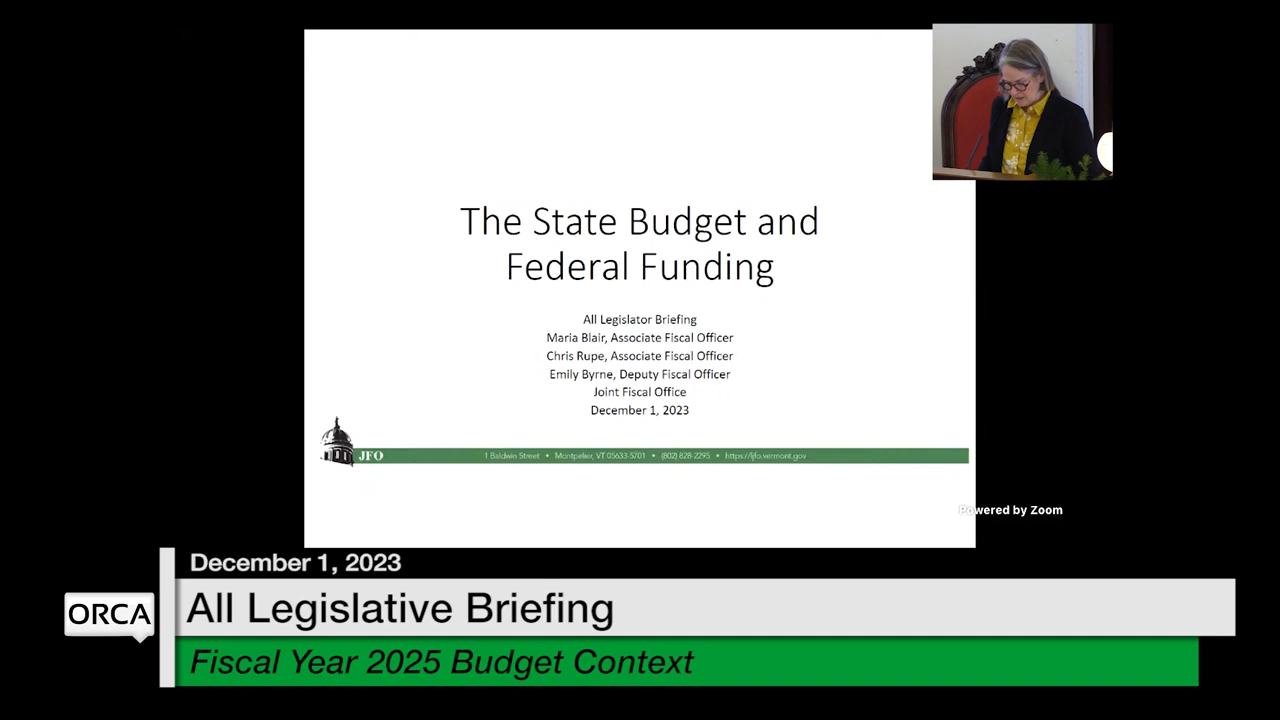 The State Budget and
Federal Funding
All Legislator Briefing
Maria Blair, Associate Fiscal Officer
Chris Rupe, Associate Fiscal Officer
Emily Byrne, Deputy Fiscal Officer
Joint Fiscal Office
December 1, 2023
JFO
1 Baldwin Street • Montpelier, VT 05633-5701 • (802) 828-2295 • https://ljfo.vermont.gov
Powered by Zoom
December 1, 2023
ORCA
All Legislative Briefing
Fiscal Year 2025 Budget Context